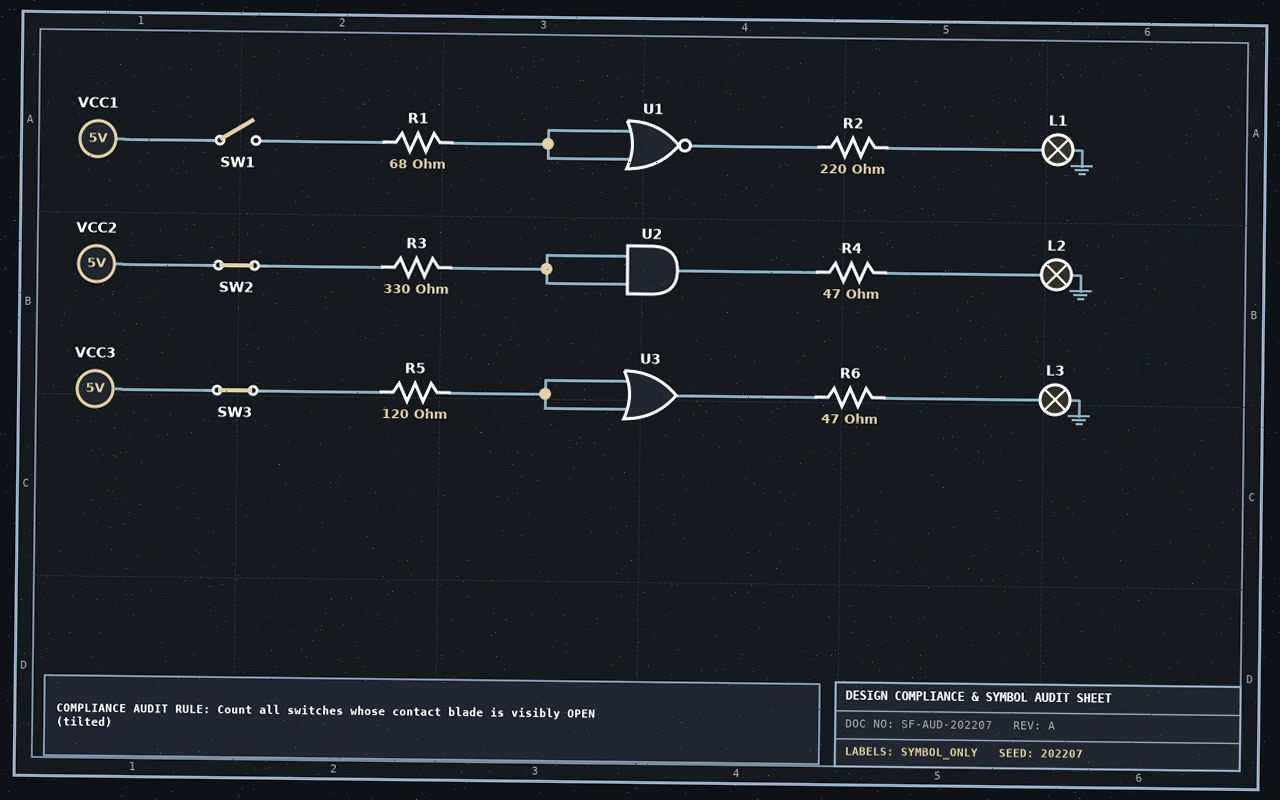 1 2 3 4 5 6
A A
VCC1 5V SW1 R1 68 Ohm U1 R2 220 Ohm L1
B B
VCC2 5V SW2 R3 330 Ohm U2 R4 47 Ohm L2
VCC3 5V SW3 R5 120 Ohm U3 R6 47 Ohm L3
C C
D D
COMPLIANCE AUDIT RULE: Count all switches whose contact blade is visibly OPEN
(tilted)
DESIGN COMPLIANCE & SYMBOL AUDIT SHEET
DOC NO: SF-AUD-202207 REV: A
LABELS: SYMBOL_ONLY SEED: 202207
1 2 3 4 5 6